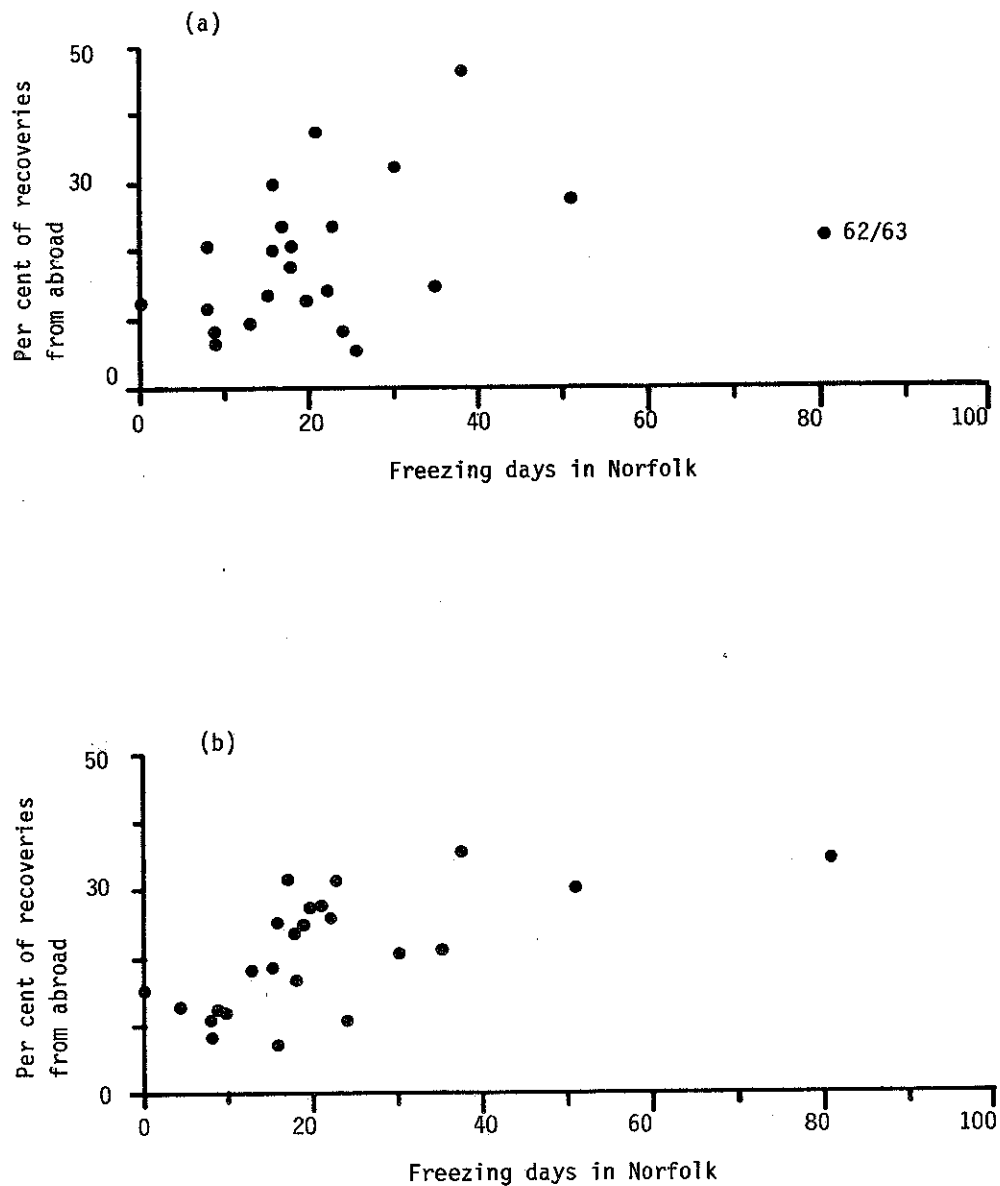 (a)
50
30
0
Per cent of recoveries
from abroad
62/63
0 20 40 60 80 100
Freezing days in Norfolk
(b)
50
30
0
Per cent of recoveries
from abroad
0 20 40 60 80 100
Freezing days in Norfolk